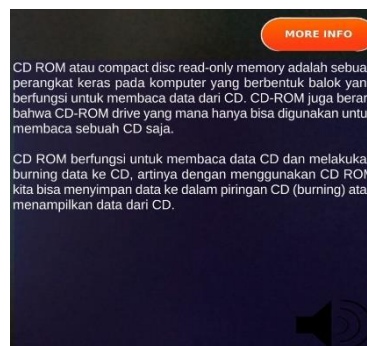 MORE INFO
CD ROM atau compact disc read-only memory adalah sebua
perangkat keras pada komputer yang berbentuk balok yan
berfungsi untuk membaca data dari CD. CD-ROM juga berar
bahwa CD-ROM drive yang mana hanya bisa digunakan untu
membaca sebuah CD saja.
CD ROM berfungsi untuk membaca data CD dan melakuka
burning data ke CD, artinya dengan menggunakan CD ROM
kita bisa menyimpan data ke dalam piringan CD (burning) ata
menampilkan data dari CD.